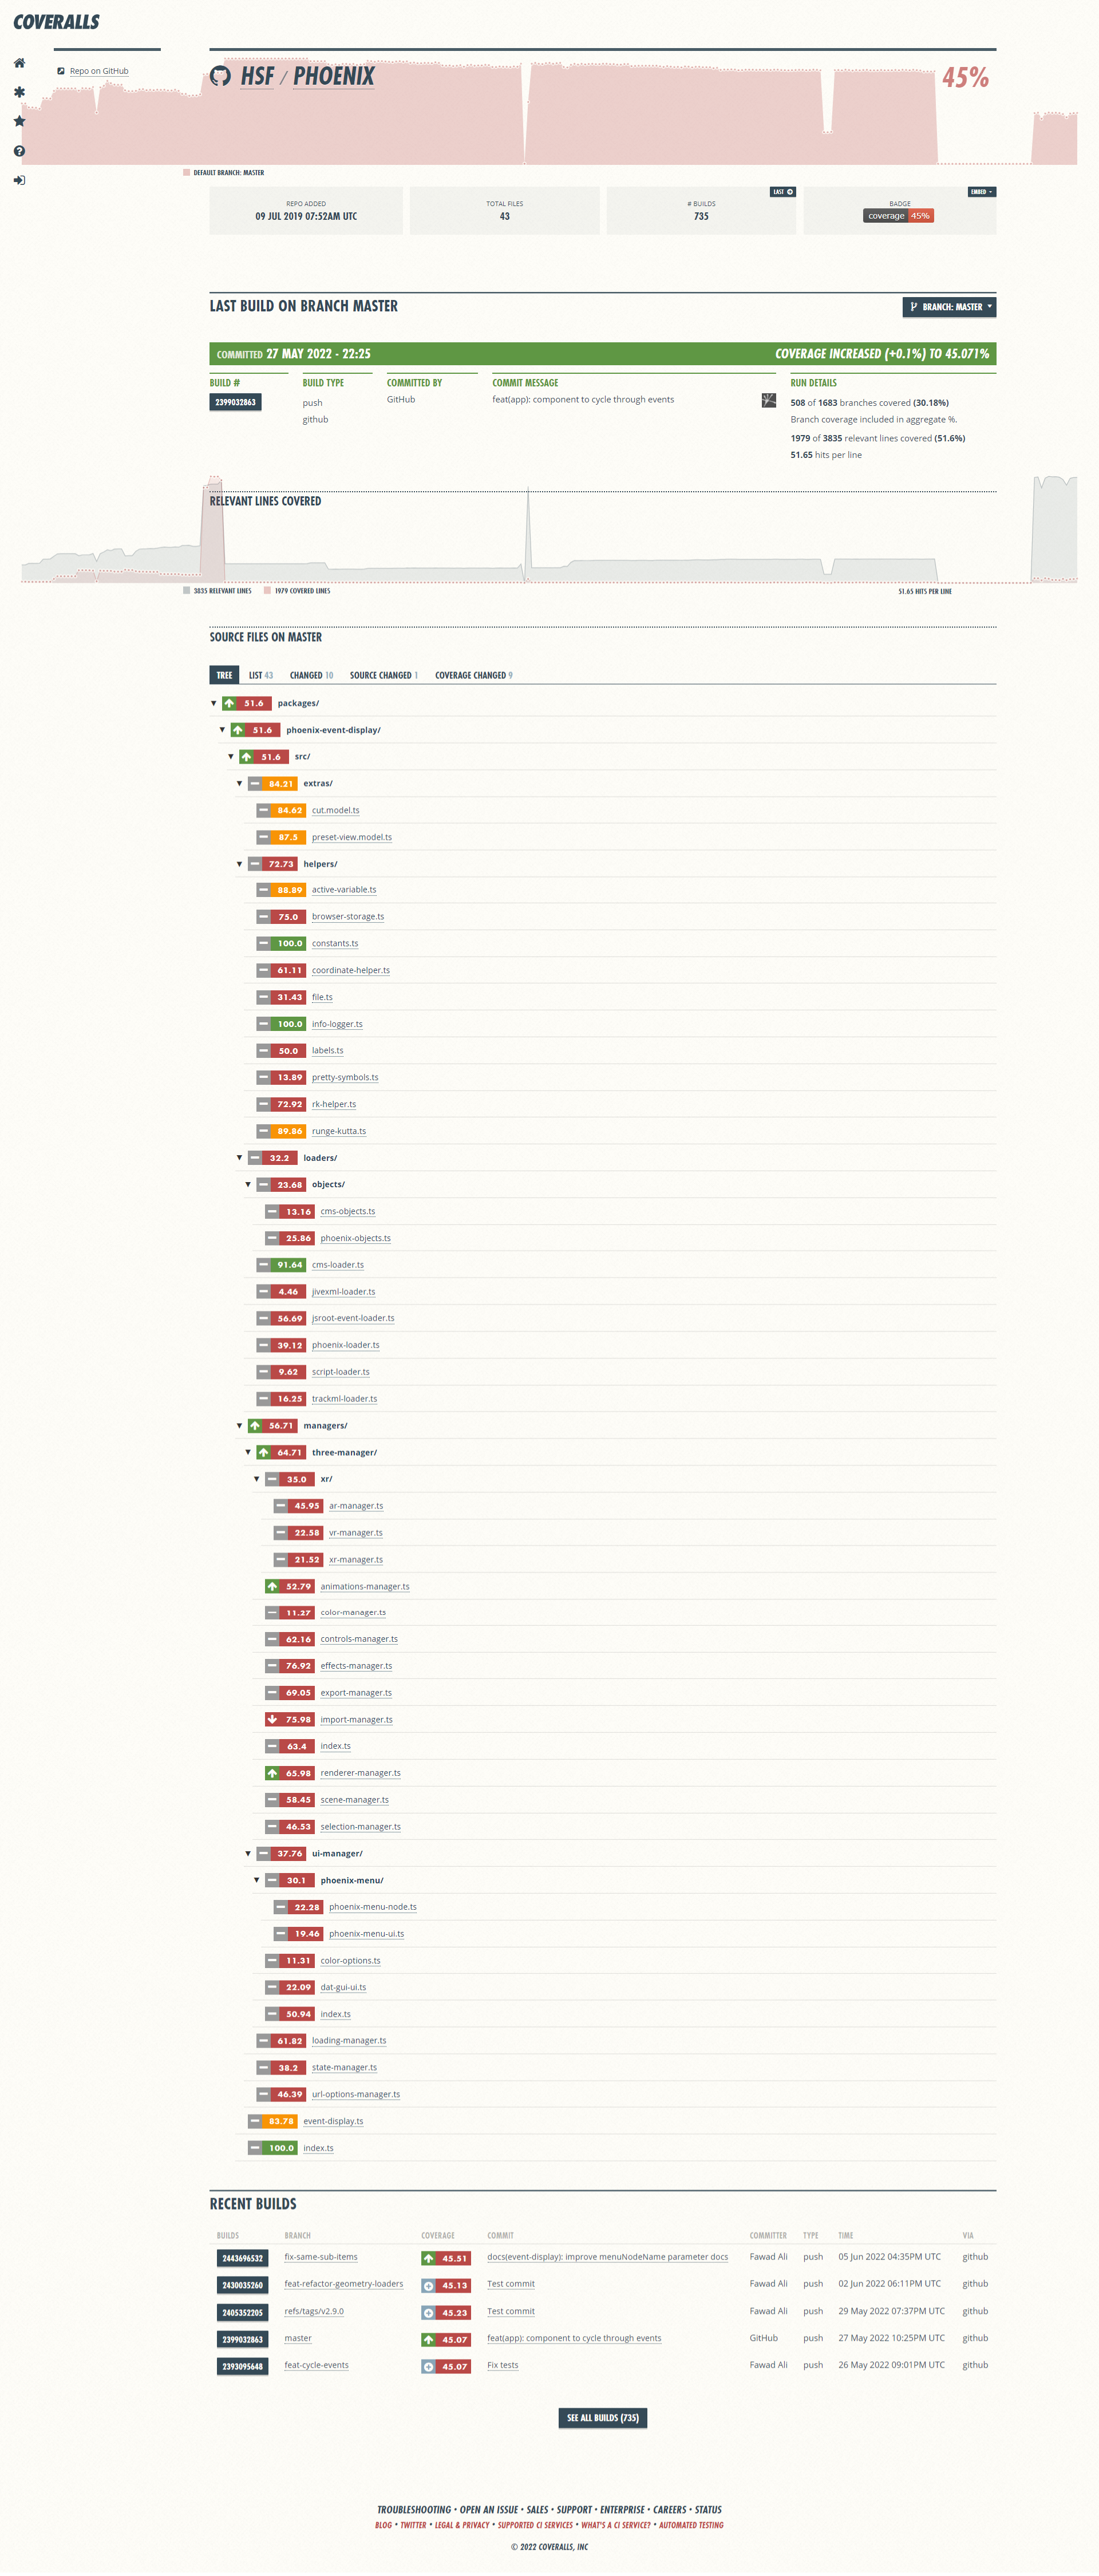 COVERALLS
Repo on GitHub
HSF / PHOENIX
45%
DEFAULT BRANCH: MASTER
REPO ADDED
09 JUL 2019 07:52AM UTC
TOTAL FILES
43
LAST
# BUILDS
735
EMBED
BADGE
coverage 45%
LAST BUILD ON BRANCH MASTER
BRANCH: MASTER
COMMITTED 27 MAY 2022 - 22:25
COVERAGE INCREASED (+0.1%) TO 45.071%
BUILD #
2399032863
BUILD TYPE
push
github
COMMITTED BY
GitHub
COMMIT MESSAGE
feat(app): component to cycle through events
RUN DETAILS
508 of 1683 branches covered (30.18%)
Branch coverage included in aggregate %.
1979 of 3835 relevant lines covered (51.6%)
51.65 hits per line
RELEVANT LINES COVERED
3835 RELEVANT LINES 1979 COVERED LINES
51.65 HITS PER LINE
SOURCE FILES ON MASTER
TREE LIST 43 CHANGED 10 SOURCE CHANGED 1 COVERAGE CHANGED 9
51.6 packages/
51.6 phoenix-event-display/
51.6 src/
84.21 extras/
84.62 cut.model.ts
87.5 preset-view.model.ts
72.73 helpers/
88.89 active-variable.ts
75.0 browser-storage.ts
100.0 constants.ts
61.11 coordinate-helper.ts
31.43 file.ts
100.0 info-logger.ts
50.0 labels.ts
13.89 pretty-symbols.ts
72.92 rk-helper.ts
89.86 runge-kutta.ts
32.2 loaders/
23.68 objects/
13.16 cms-objects.ts
25.86 phoenix-objects.ts
91.64 cms-loader.ts
4.46 jivexml-loader.ts
56.69 jsroot-event-loader.ts
39.12 phoenix-loader.ts
9.62 script-loader.ts
16.25 trackml-loader.ts
56.71 managers/
64.71 three-manager/
35.0 xr/
45.95 ar-manager.ts
22.58 vr-manager.ts
21.52 xr-manager.ts
52.79 animations-manager.ts
11.27 color-manager.ts
62.16 controls-manager.ts
76.92 effects-manager.ts
69.05 export-manager.ts
75.98 import-manager.ts
63.4 index.ts
65.98 renderer-manager.ts
58.45 scene-manager.ts
46.53 selection-manager.ts
37.76 ui-manager/
30.1 phoenix-menu/
22.28 phoenix-menu-node.ts
19.46 phoenix-menu-ui.ts
11.31 color-options.ts
22.09 dat-gui-ui.ts
50.94 index.ts
61.82 loading-manager.ts
38.2 state-manager.ts
46.39 url-options-manager.ts
83.78 event-display.ts
100.0 index.ts
RECENT BUILDS
BUILDS BRANCH COVERAGE COMMIT COMMITTER TYPE TIME VIA
2443696532 fix-same-sub-items 45.51 docs(event-display): improve menuNodeName parameter docs Fawad Ali push 05 Jun 2022 04:35PM UTC github
2430035260 feat-refactor-geometry-loaders 45.13 Test commit Fawad Ali push 02 Jun 2022 06:11PM UTC github
2405352205 refs/tags/v2.9.0 45.23 Test commit Fawad Ali push 29 May 2022 07:37PM UTC github
2399032863 master 45.07 feat(app): component to cycle through events GitHub push 27 May 2022 10:25PM UTC github
2393095648 feat-cycle-events 45.07 Fix tests Fawad Ali push 26 May 2022 09:01PM UTC github
SEE ALL BUILDS (735)
TROUBLESHOOTING • OPEN AN ISSUE • SALES • SUPPORT • ENTERPRISE • CAREERS • STATUS
BLOG • TWITTER • LEGAL & PRIVACY • SUPPORTED CI SERVICES • WHAT'S A CI SERVICE? • AUTOMATED TESTING
© 2022 COVERALLS, INC